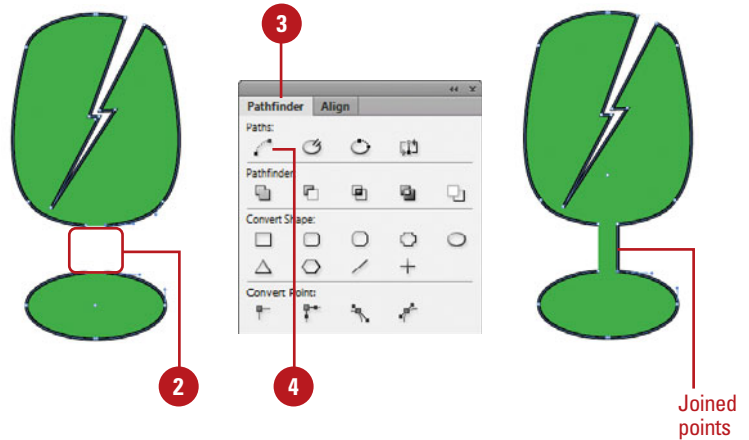 3
Pathfinder Align
Paths:
Pathfinder:
Convert Shape:
Convert Point:
2
4
Joined
points